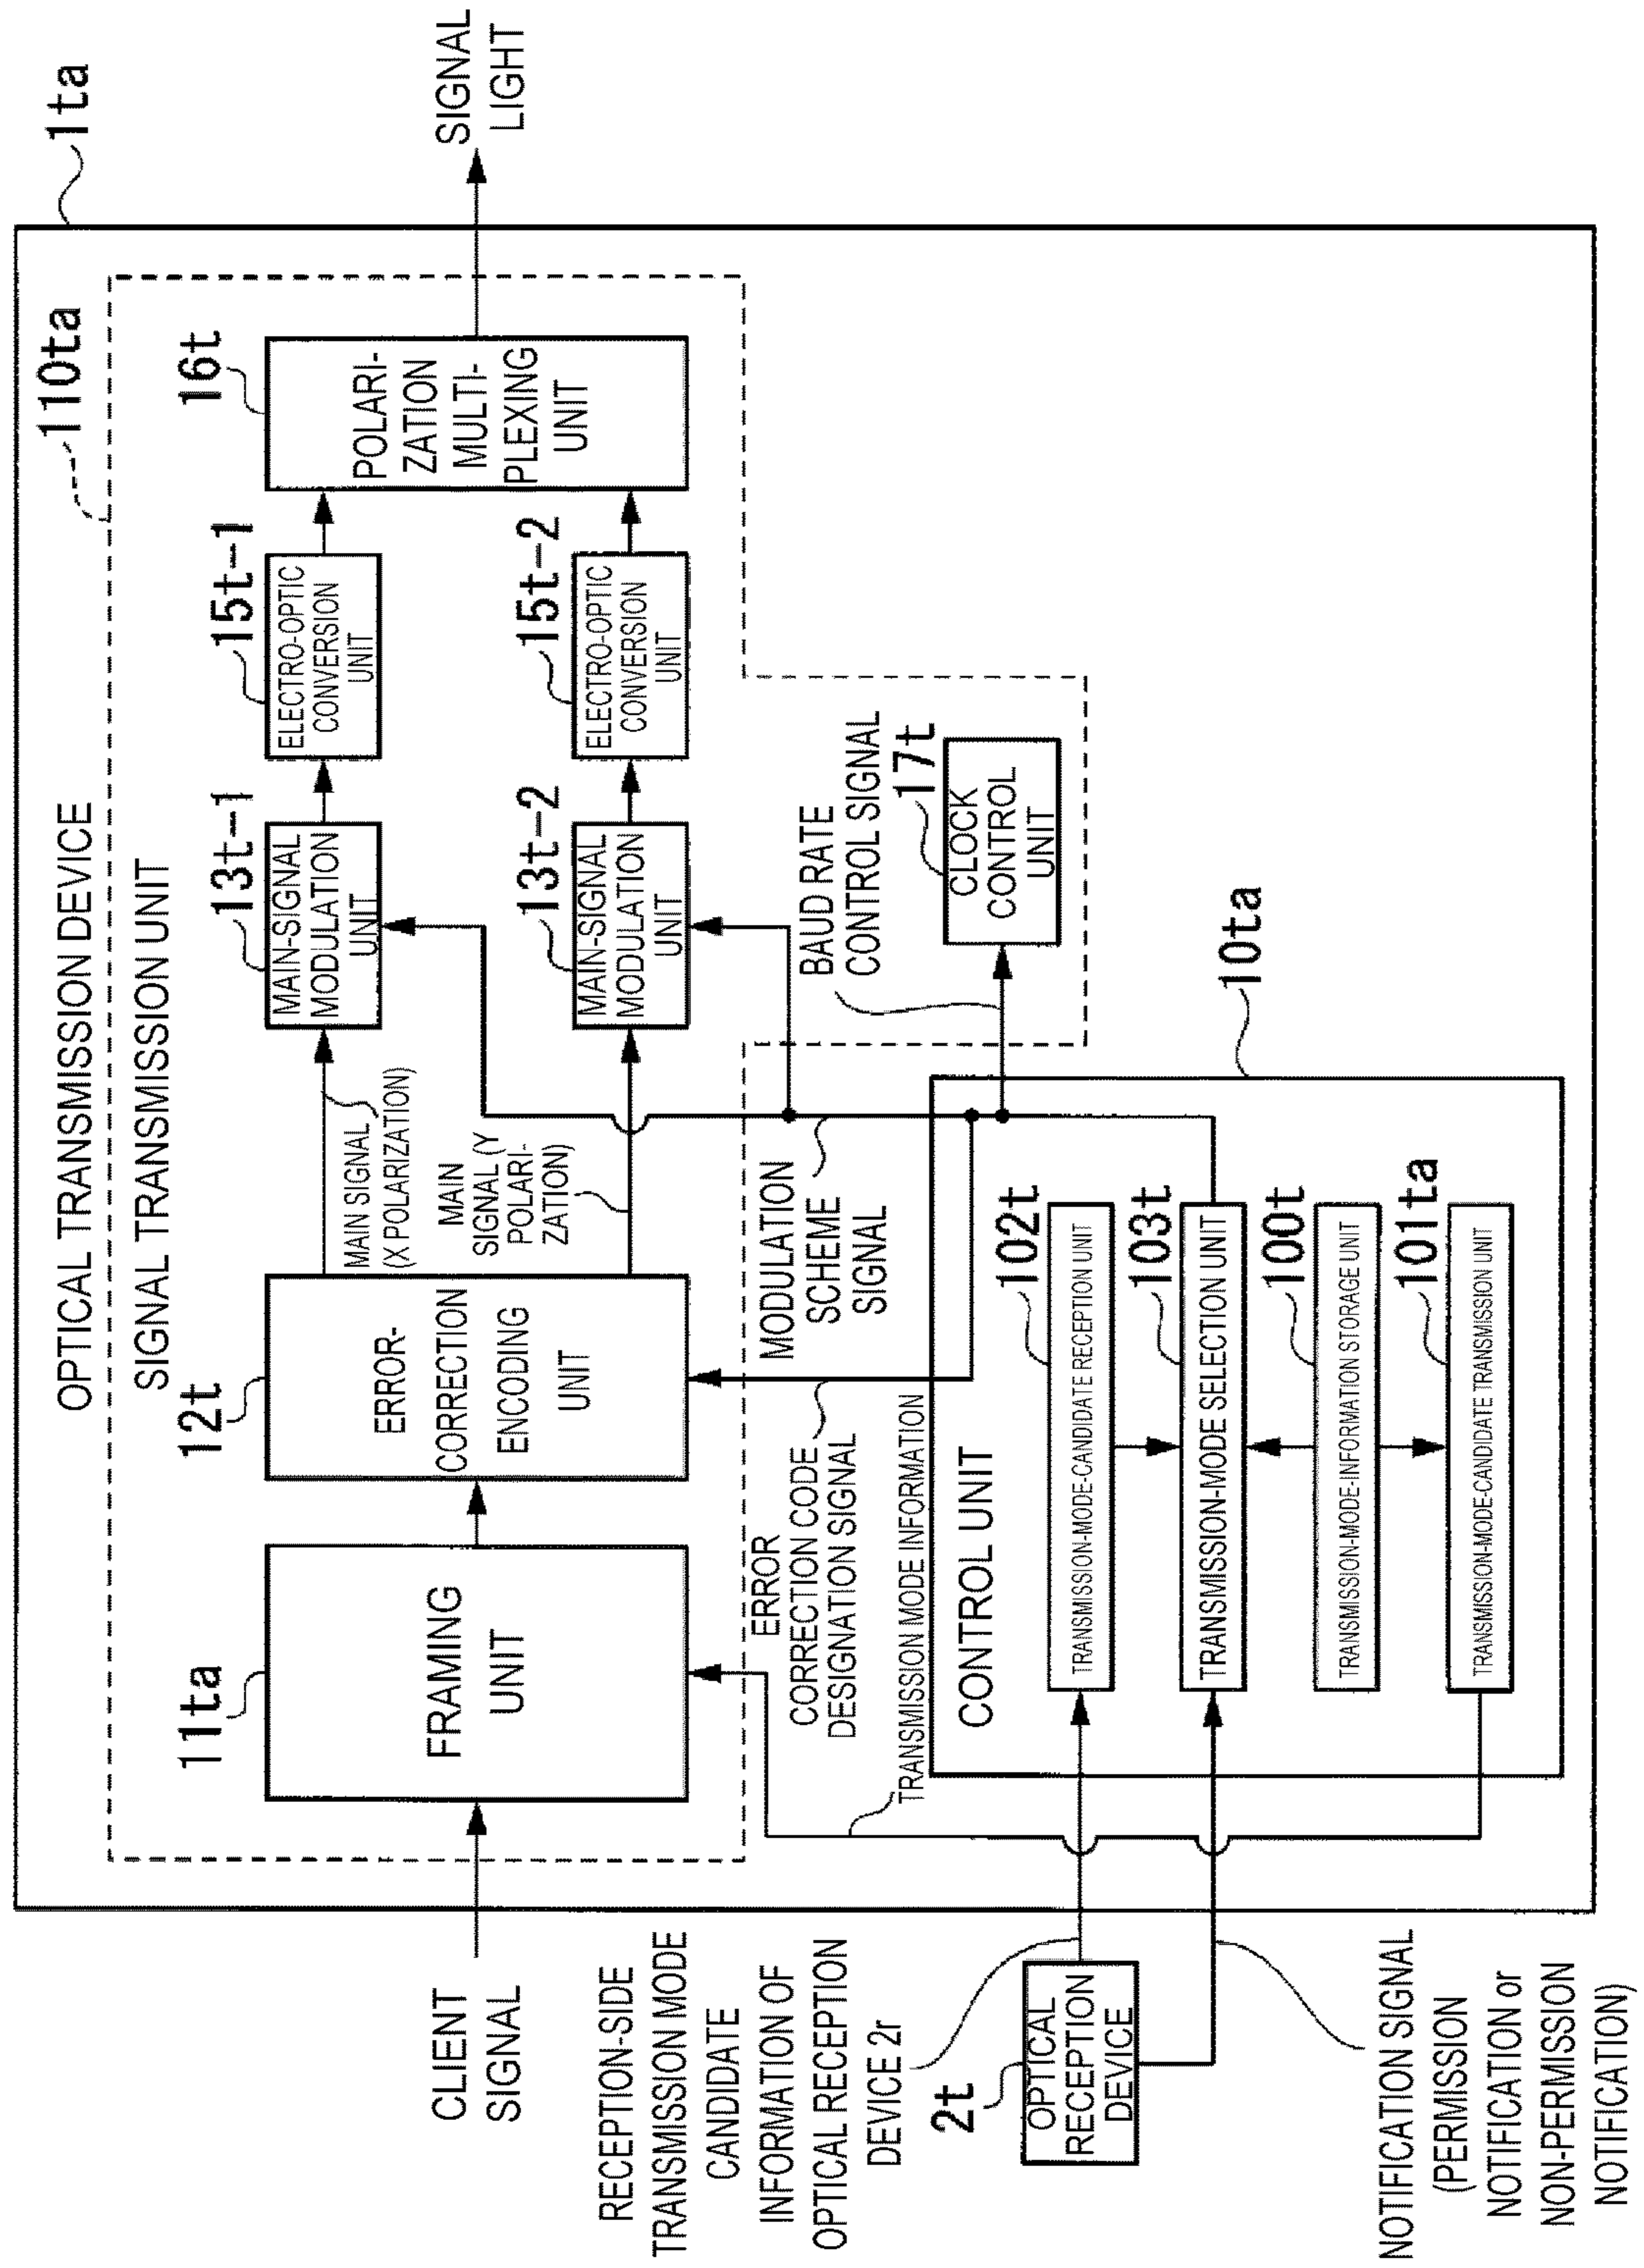 1ta
OPTICAL TRANSMISSION DEVICE
110ta
SIGNAL TRANSMISSION UNIT
CLIENT
SIGNAL
11ta
FRAMING
UNIT
12t
ERROR-
CORRECTION
ENCODING
UNIT
MAIN SIGNAL
(X POLARIZATION)
MAIN
SIGNAL (Y
POLARI-
ZATION)
13t-1
MAIN-SIGNAL
MODULATION
UNIT
13t-2
MAIN-SIGNAL
MODULATION
UNIT
15t-1
ELECTRO-OPTIC
CONVERSION
UNIT
15t-2
ELECTRO-OPTIC
CONVERSION
UNIT
16t
POLARI-
ZATION
MULTI-
PLEXING
UNIT
SIGNAL
LIGHT
ERROR
CORRECTION CODE
DESIGNATION SIGNAL
MODULATION
SCHEME
SIGNAL
BAUD RATE
CONTROL SIGNAL
17t
CLOCK
CONTROL
UNIT
TRANSMISSION MODE INFORMATION
10ta
CONTROL UNIT
102t
TRANSMISSION-MODE-CANDIDATE RECEPTION UNIT
103t
TRANSMISSION-MODE SELECTION UNIT
100t
TRANSMISSION-MODE-INFORMATION STORAGE UNIT
101ta
TRANSMISSION-MODE-CANDIDATE TRANSMISSION UNIT
RECEPTION-SIDE
TRANSMISSION MODE
CANDIDATE
INFORMATION OF
OPTICAL RECEPTION
DEVICE 2r
2t
OPTICAL
RECEPTION
DEVICE
NOTIFICATION SIGNAL
(PERMISSION
NOTIFICATION or
NON-PERMISSION
NOTIFICATION)